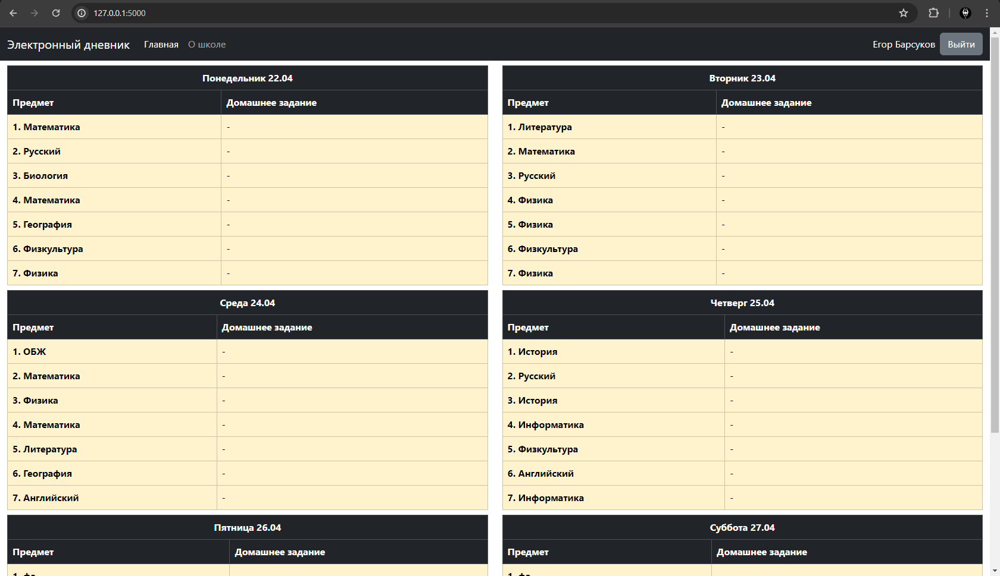 127.0.0.1:5000
Электронный дневник Главная О школе Егор Барсуков Выйти
Понедельник 22.04
Предмет Домашнее задание
1. Математика -
2. Русский -
3. Биология -
4. Математика -
5. География -
6. Физкультура -
7. Физика -
Вторник 23.04
Предмет Домашнее задание
1. Литература -
2. Математика -
3. Русский -
4. Физика -
5. Физика -
6. Физкультура -
7. Физика -
Среда 24.04
Предмет Домашнее задание
1. ОБЖ -
2. Математика -
3. Физика -
4. Математика -
5. Литература -
6. География -
7. Английский -
Четверг 25.04
Предмет Домашнее задание
1. История -
2. Русский -
3. История -
4. Информатика -
5. Физкультура -
6. Английский -
7. Информатика -
Пятница 26.04
Предмет Домашнее задание
Суббота 27.04
Предмет Домашнее задание